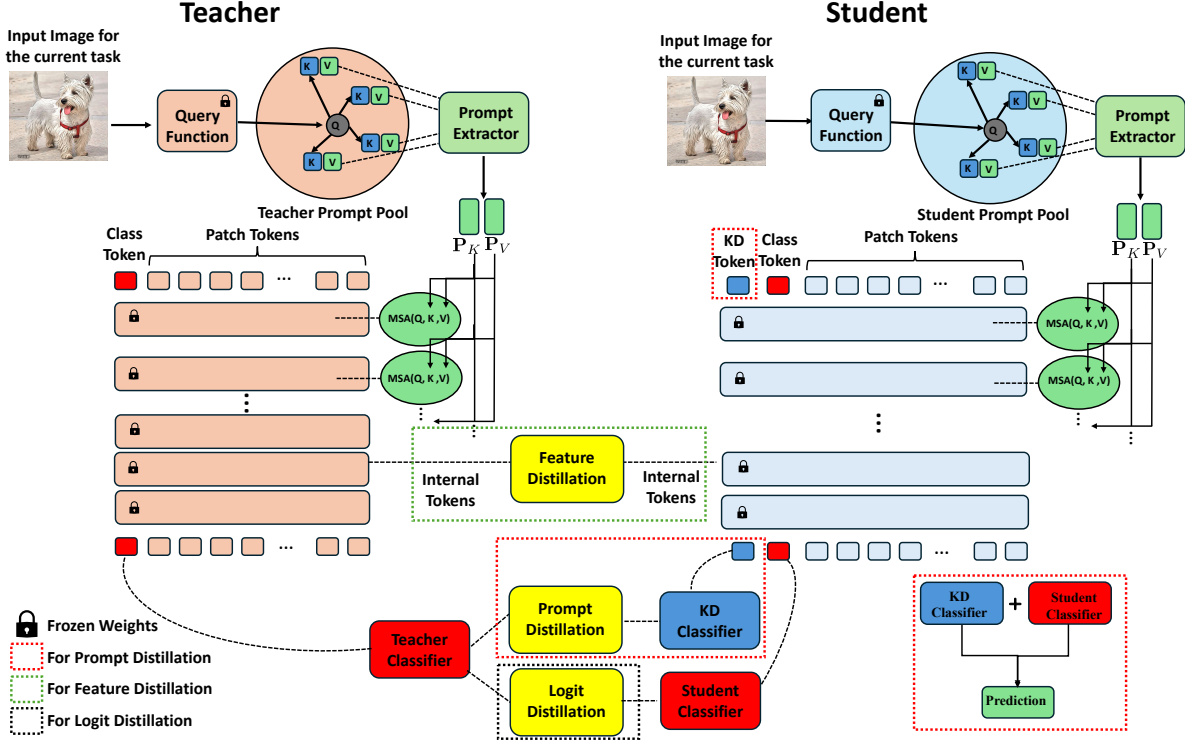 Teacher
Student
Input Image for
the current task
Query
Function
K V
K V
K V
K V
Q
Prompt
Extractor
Teacher Prompt Pool
P_K P_V
Input Image for
the current task
Query
Function
K V
K V
K V
K V
Q
Prompt
Extractor
Student Prompt Pool
P_K P_V
Class
Token
Patch Tokens
...
MSA(Q, K ,V)
MSA(Q, K ,V)
KD
Token
Class
Token
Patch Tokens
...
MSA(Q, K ,V)
MSA(Q, K ,V)
Internal
Tokens
Feature
Distillation
Internal
Tokens
...
...
Teacher
Classifier
Prompt
Distillation
KD
Classifier
Logit
Distillation
Student
Classifier
KD
Classifier
+
Student
Classifier
Prediction
Frozen Weights
For Prompt Distillation
For Feature Distillation
For Logit Distillation